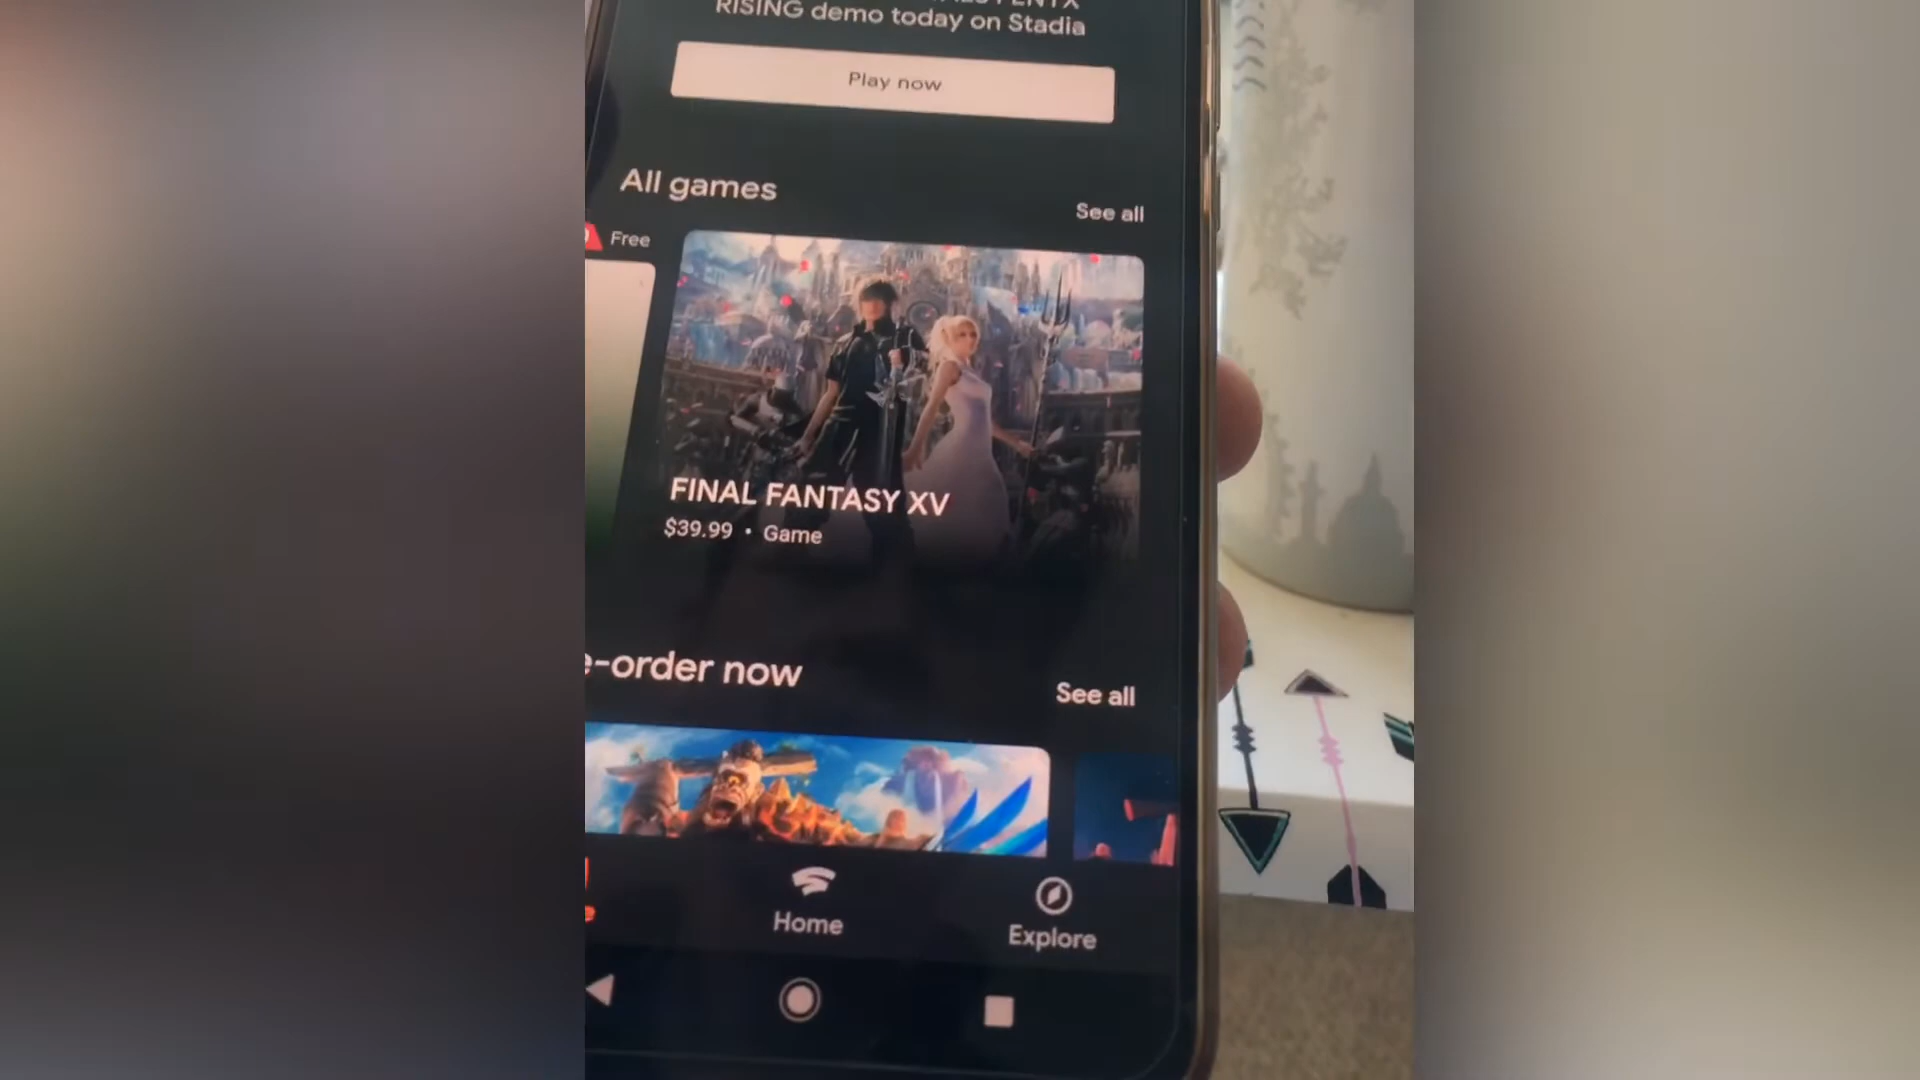 RISING demo today on Stadia
Play now
All games
See all
Free
FINAL FANTASY XV
$39.99 • Game
e-order now
See all
Home
Explore